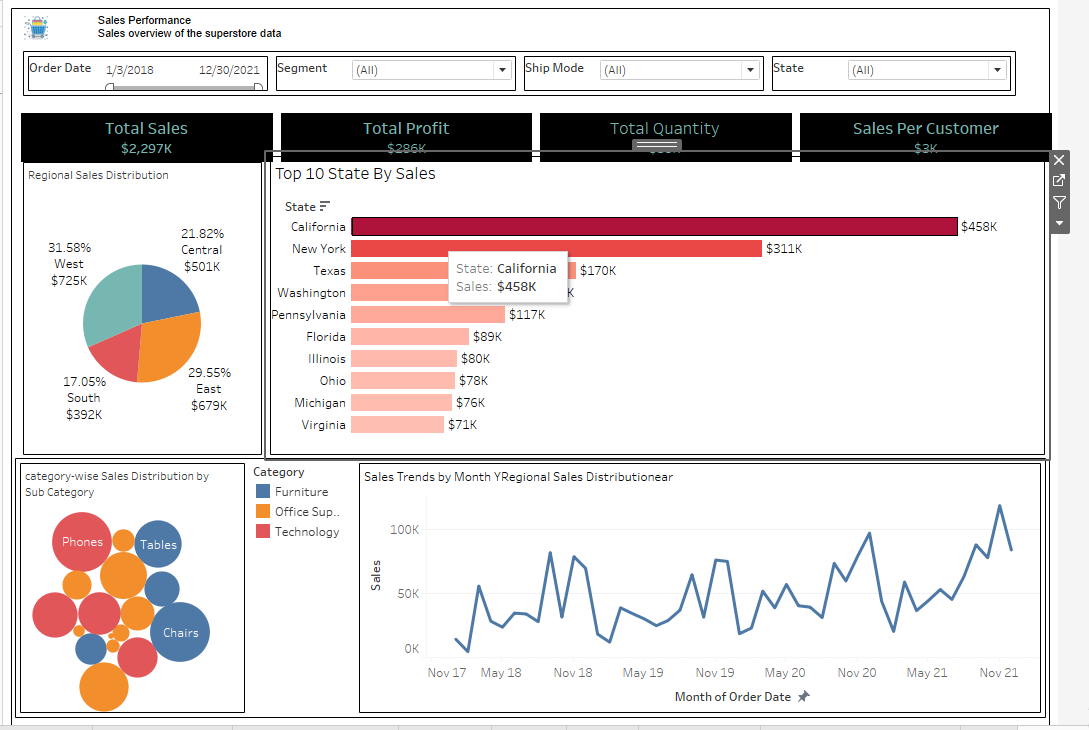 Sales Performance
Sales overview of the superstore data
Order Date 1/3/2018 12/30/2021
Segment (All)
Ship Mode (All)
State (All)
Total Sales
$2,297K
Total Profit
$286K
Total Quantity
Sales Per Customer
$3K
Regional Sales Distribution
31.58%
West
$725K
21.82%
Central
$501K
29.55%
East
$679K
17.05%
South
$392K
Top 10 State By Sales
State
California $458K
New York $311K
Texas $170K
Washington K
Pennsylvania $117K
Florida $89K
Illinois $80K
Ohio $78K
Michigan $76K
Virginia $71K
State: California
Sales: $458K
category-wise Sales Distribution by
Sub Category
Phones
Tables
Chairs
Category
Furniture
Office Sup..
Technology
Sales Trends by Month YRegional Sales Distributionear
Sales
100K
50K
0K
Nov 17 May 18 Nov 18 May 19 Nov 19 May 20 Nov 20 May 21 Nov 21
Month of Order Date